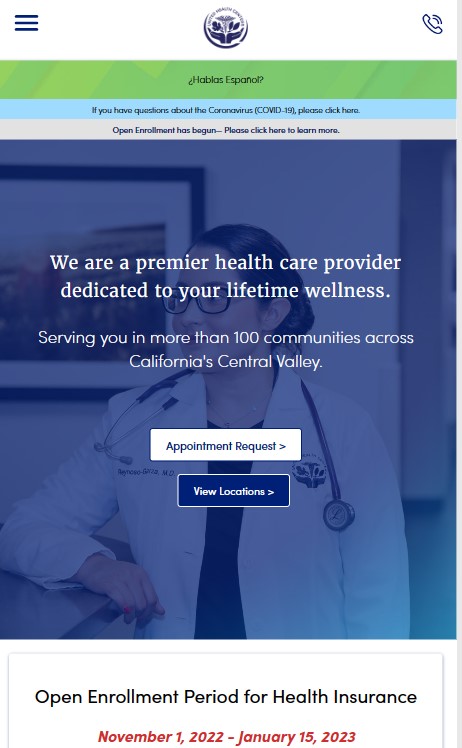 ¿Hablas Español?
If you have questions about the Coronavirus (COVID-19), please click here.
Open Enrollment has begun— Please click here to learn more.
We are a premier health care provider
dedicated to your lifetime wellness.
Serving you in more than 100 communities across
California's Central Valley.
Appointment Request >
View Locations >
Open Enrollment Period for Health Insurance
November 1, 2022 - January 15, 2023